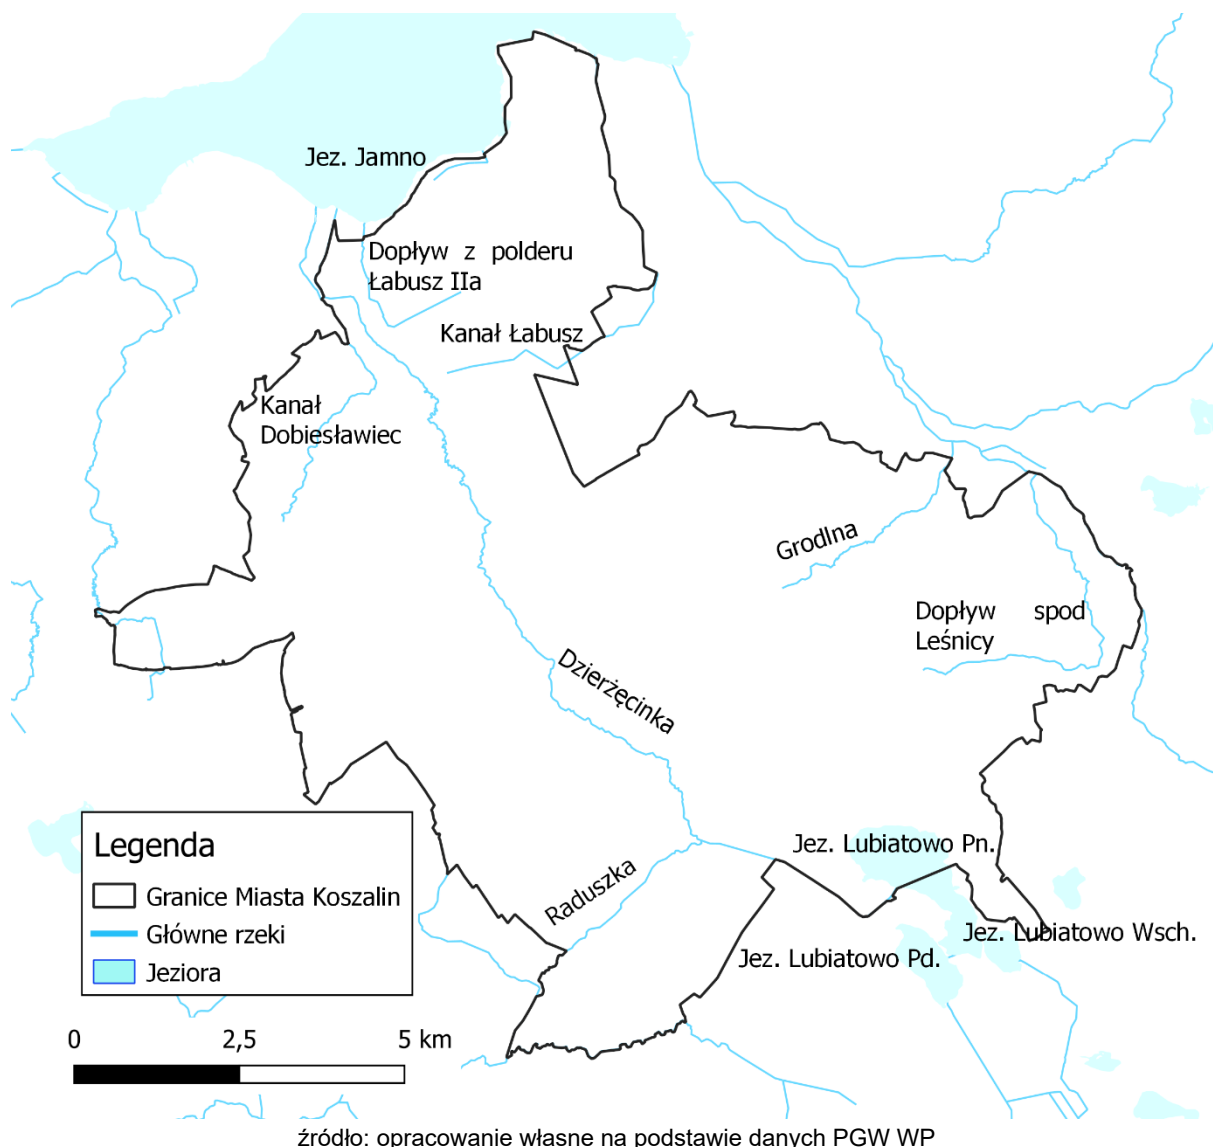 Jez. Jamno
Dopływ z polderu
Łabusz IIa
Kanał Łabusz
Kanał
Dobiesławiec
Grodlna
Dopływ spod
Leśnicy
Dzierżęcinka
Jez. Lubiatowo Pn.
Raduszka
Jez. Lubiatowo Wsch.
Jez. Lubiatowo Pd.
Legenda
Granice Miasta Koszalin
Główne rzeki
Jeziora
0 2,5 5 km
źródło: opracowanie własne na podstawie danych PGW WP